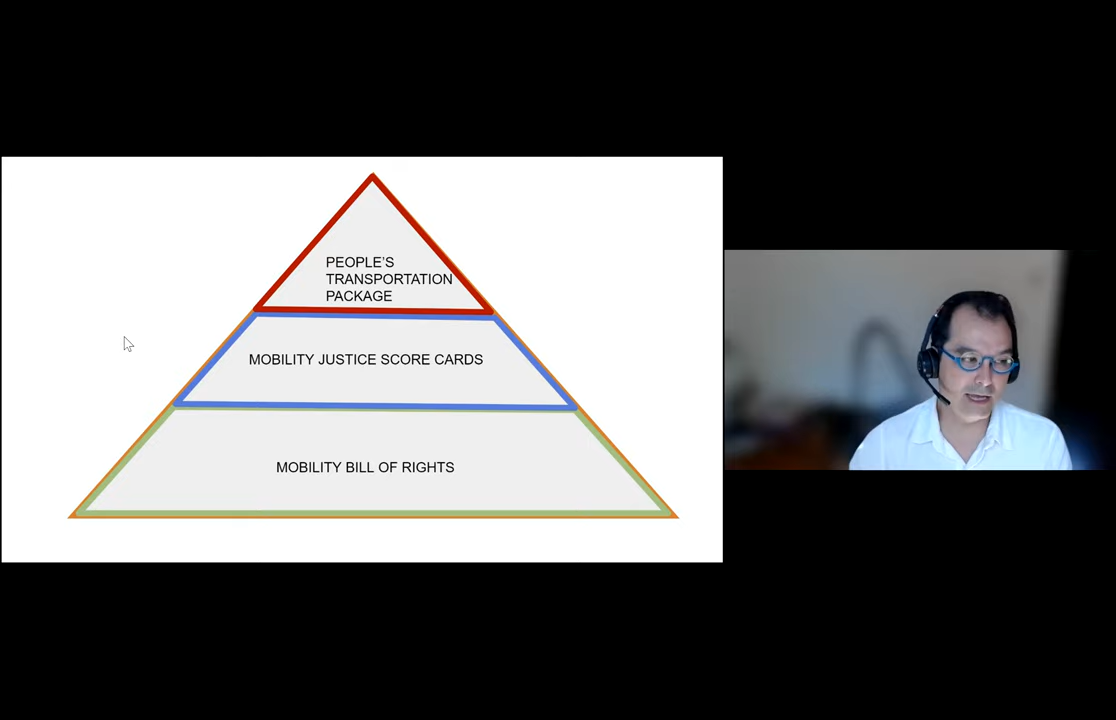 PEOPLE'S
TRANSPORTATION
PACKAGE
MOBILITY JUSTICE SCORE CARDS
MOBILITY BILL OF RIGHTS